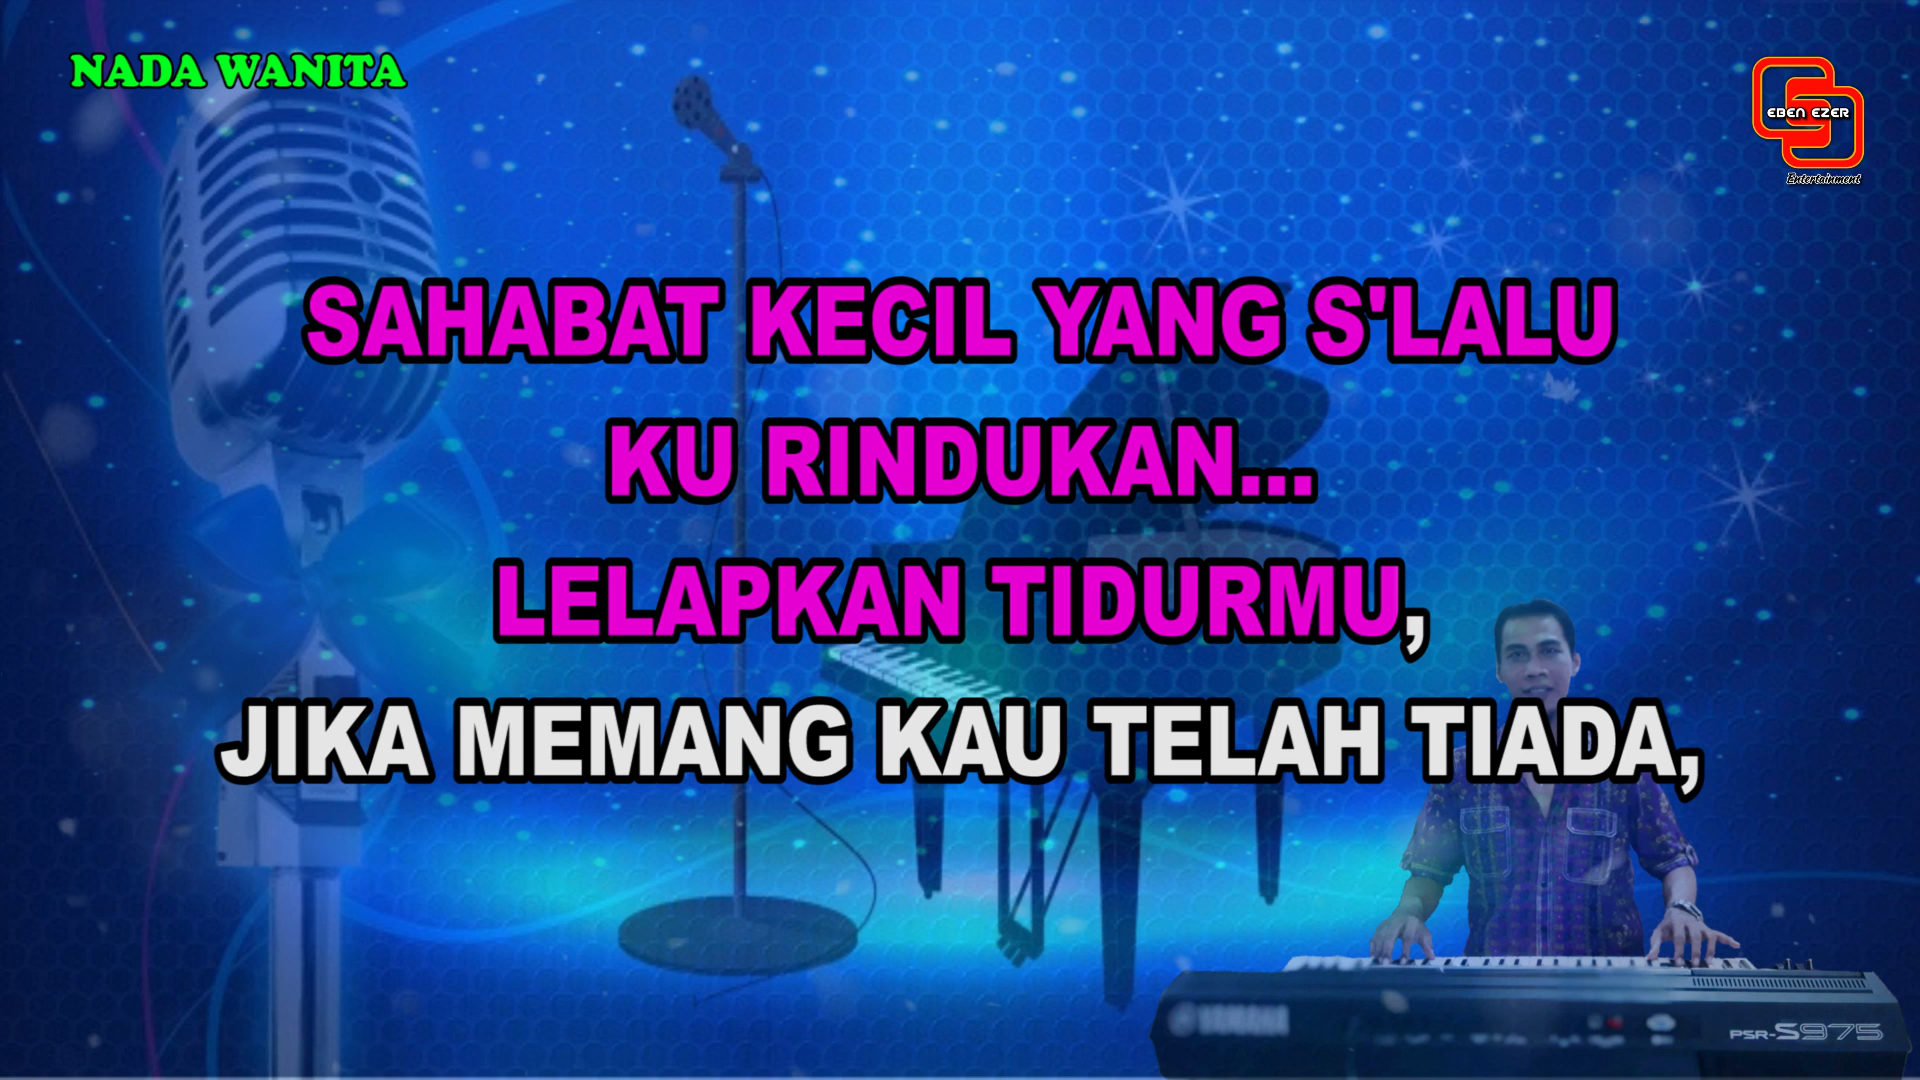 NADA WANITA
EBEN EZER
Entertainment
SAHABAT KECIL YANG S'LALU
KU RINDUKAN...
LELAPKAN TIDURMU,
JIKA MEMANG KAU TELAH TIADA,
YAMAHA
PSR-S975